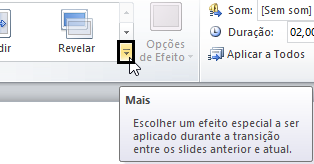 Som: [Sem som]
Duração: 02,00
Aplicar a Todos
Revelar
Opções
de Efeito
Mais
Escolher um efeito especial a ser
aplicado durante a transição
entre os slides anterior e atual.